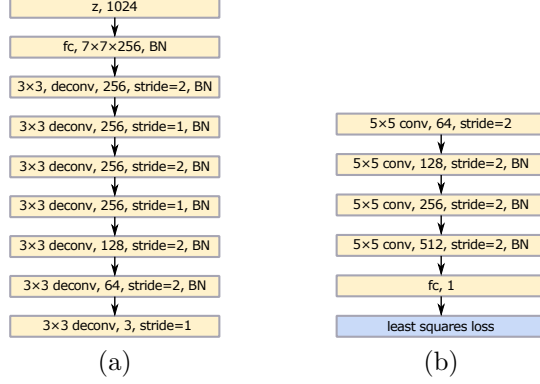 z, 1024
fc, 7×7×256, BN
3×3, deconv, 256, stride=2, BN
3×3 deconv, 256, stride=1, BN
3×3 deconv, 256, stride=2, BN
3×3 deconv, 256, stride=1, BN
3×3 deconv, 128, stride=2, BN
3×3 deconv, 64, stride=2, BN
3×3 deconv, 3, stride=1
(a)
5×5 conv, 64, stride=2
5×5 conv, 128, stride=2, BN
5×5 conv, 256, stride=2, BN
5×5 conv, 512, stride=2, BN
fc, 1
least squares loss
(b)